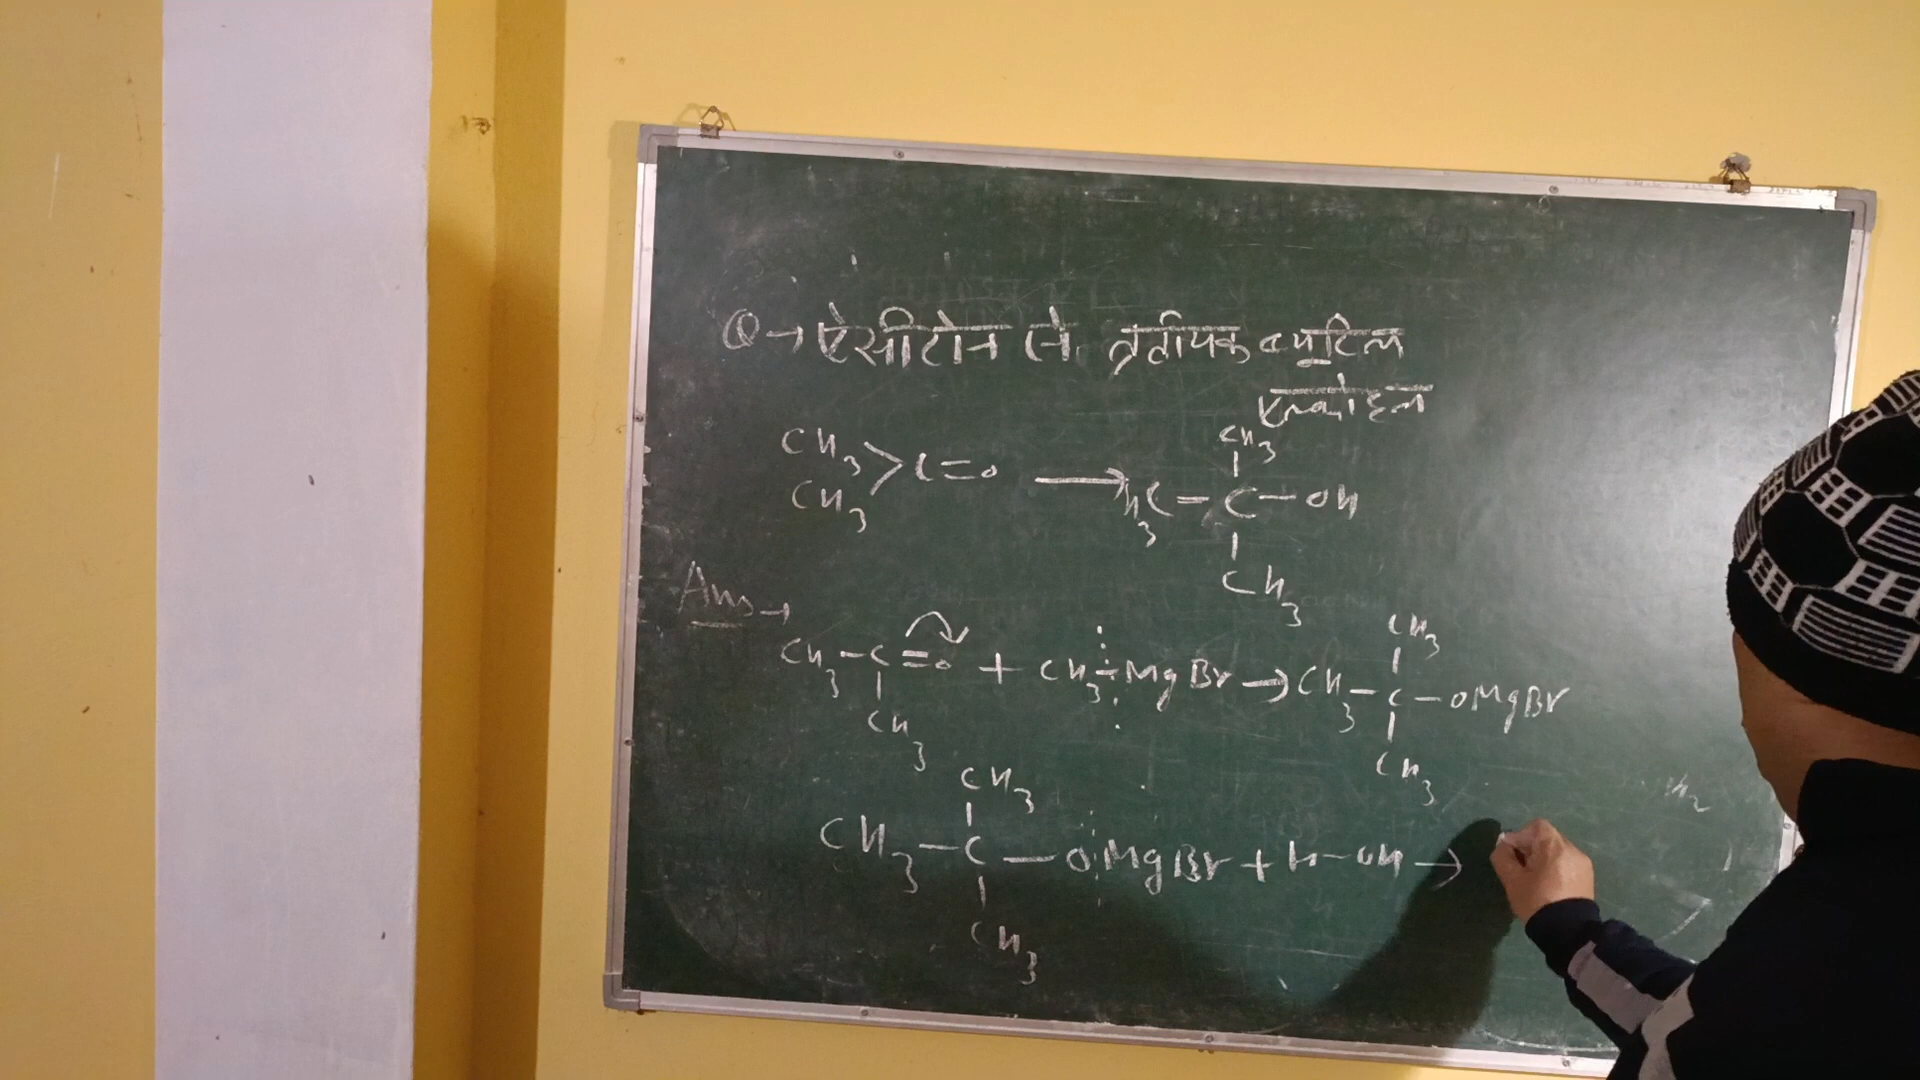 Q→ ऐसीटोन से तृतीयक ब्यूटिल
एल्कोहल
CH3
CH3 >C=O → H3C=C-OH
CH3
CH3
Ans→
CH3
CH3-C=O + CH3-MgBr → CH3-C-OMgBr
CH3
CH3
CH3
CH3-C-OMgBr + H-OH →
CH3